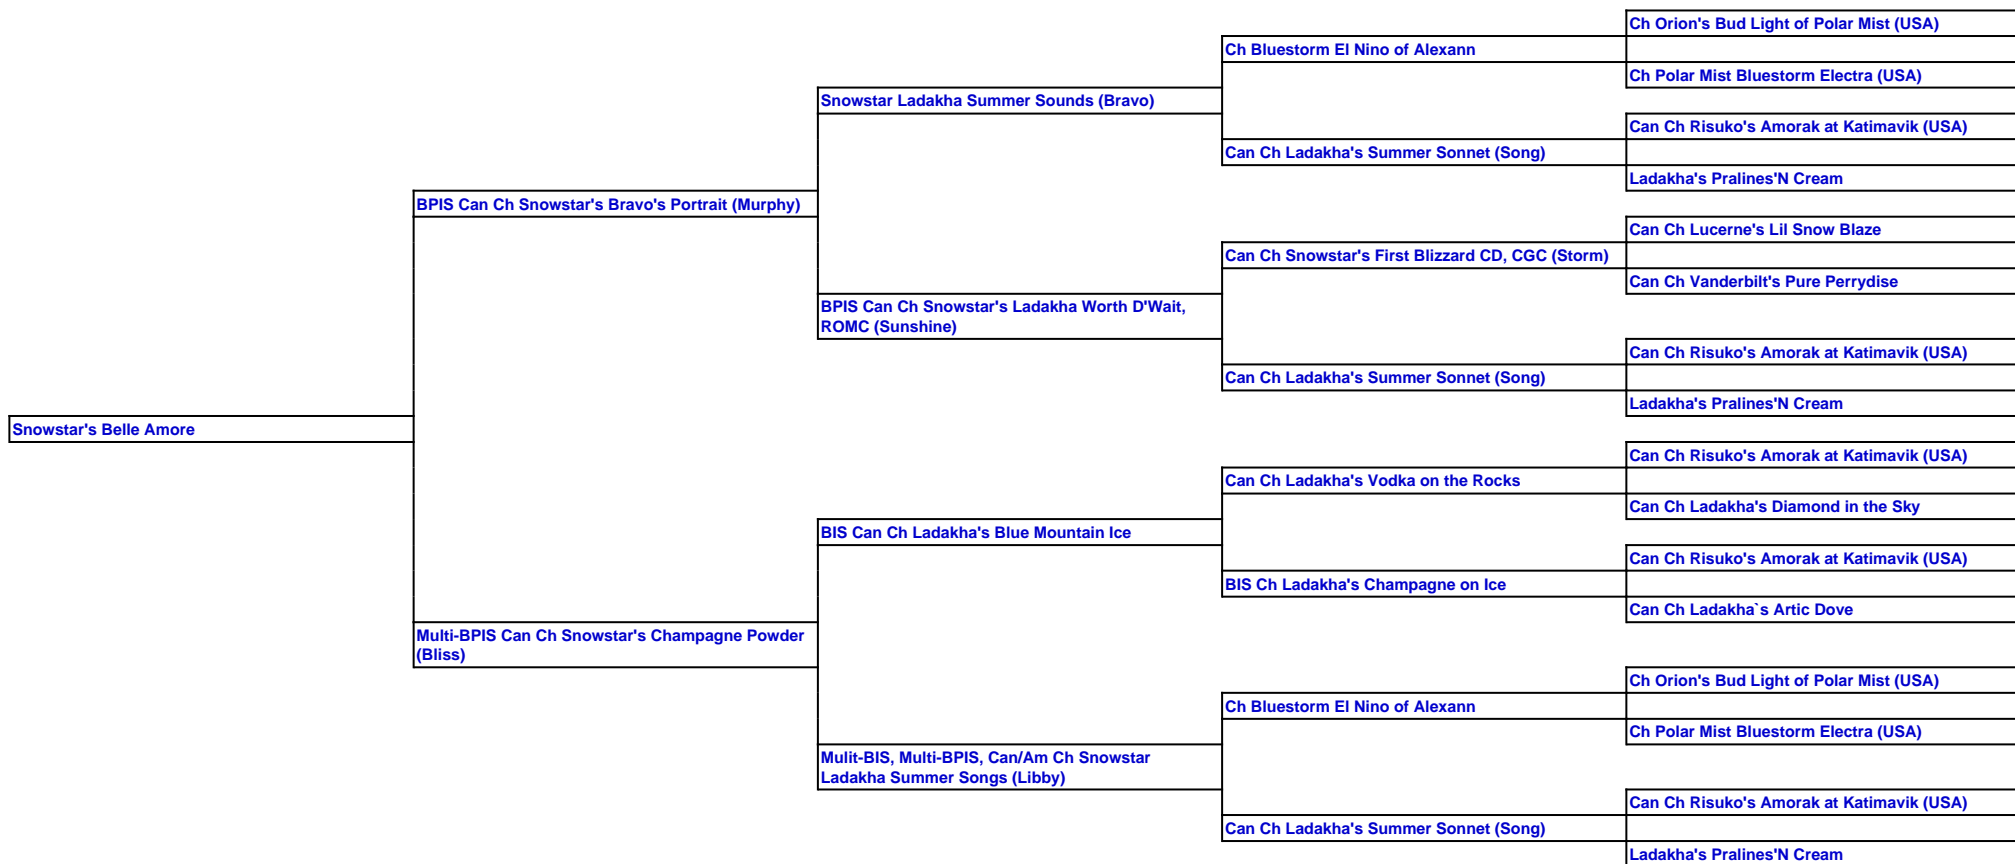 Ch Orion's Bud Light of Polar Mist (USA)
Ch Bluestorm El Nino of Alexann
Ch Polar Mist Bluestorm Electra (USA)
Snowstar Ladakha Summer Sounds (Bravo)
Can Ch Risuko's Amorak at Katimavik (USA)
Can Ch Ladakha's Summer Sonnet (Song)
Ladakha's Pralines'N Cream
BPIS Can Ch Snowstar's Bravo's Portrait (Murphy)
Can Ch Lucerne's Lil Snow Blaze
Can Ch Snowstar's First Blizzard CD, CGC (Storm)
Can Ch Vanderbilt's Pure Perrydise
BPIS Can Ch Snowstar's Ladakha Worth D'Wait,
ROMC (Sunshine)
Can Ch Risuko's Amorak at Katimavik (USA)
Can Ch Ladakha's Summer Sonnet (Song)
Ladakha's Pralines'N Cream
Snowstar's Belle Amore
Can Ch Risuko's Amorak at Katimavik (USA)
Can Ch Ladakha's Vodka on the Rocks
Can Ch Ladakha's Diamond in the Sky
BIS Can Ch Ladakha's Blue Mountain Ice
Can Ch Risuko's Amorak at Katimavik (USA)
BIS Ch Ladakha's Champagne on Ice
Can Ch Ladakha`s Artic Dove
Multi-BPIS Can Ch Snowstar's Champagne Powder
(Bliss)
Ch Orion's Bud Light of Polar Mist (USA)
Ch Bluestorm El Nino of Alexann
Ch Polar Mist Bluestorm Electra (USA)
Mulit-BIS, Multi-BPIS, Can/Am Ch Snowstar
Ladakha Summer Songs (Libby)
Can Ch Risuko's Amorak at Katimavik (USA)
Can Ch Ladakha's Summer Sonnet (Song)
Ladakha's Pralines'N Cream